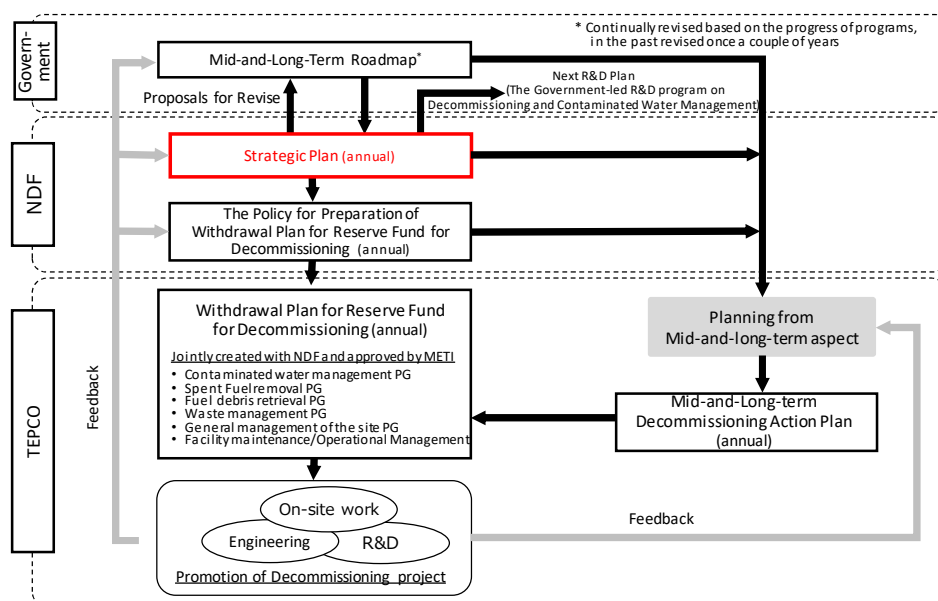 Govern-
ment
* Continually revised based on the progress of programs,
in the past revised once a couple of years
Mid-and-Long-Term Roadmap*
Proposals for Revise
Next R&D Plan
(The Government-led R&D program on
Decommissioning and Contaminated Water Management)
NDF
Strategic Plan (annual)
The Policy for Preparation of
Withdrawal Plan for Reserve Fund for
Decommissioning (annual)
TEPCO
Feedback
Withdrawal Plan for Reserve Fund
for Decommissioning (annual)
Jointly created with NDF and approved by METI
• Contaminated water management PG
• Spent Fuel removal PG
• Fuel debris retrieval PG
• Waste management PG
• General management of the site PG
• Facility maintenance/Operational Management
Planning from
Mid-and-long-term aspect
Mid-and-Long-term
Decommissioning Action Plan
(annual)
On-site work
Engineering
R&D
Promotion of Decommissioning project
Feedback